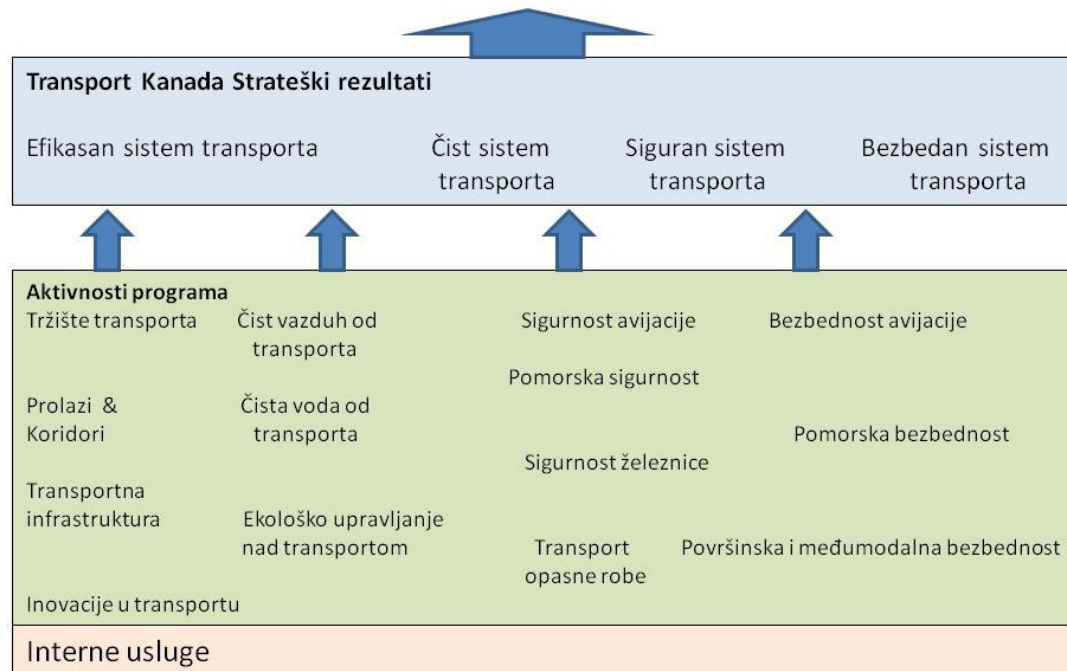 Transport Kanada Strateški rezultati
Efikasan sistem transporta
Čist sistem
transporta
Siguran sistem
transporta
Bezbedan sistem
transporta
Aktivnosti programa
Tržište transporta
Prolazi &
Koridori
Transportna
infrastruktura
Inovacije u transportu
Čist vazduh od
transporta
Čista voda od
transporta
Ekološko upravljanje
nad transportom
Sigurnost avijacije
Pomorska sigurnost
Sigurnost železnice
Transport
opasne robe
Bezbednost avijacije
Pomorska bezbednost
Površinska i međumodalna bezbednost
Interne usluge